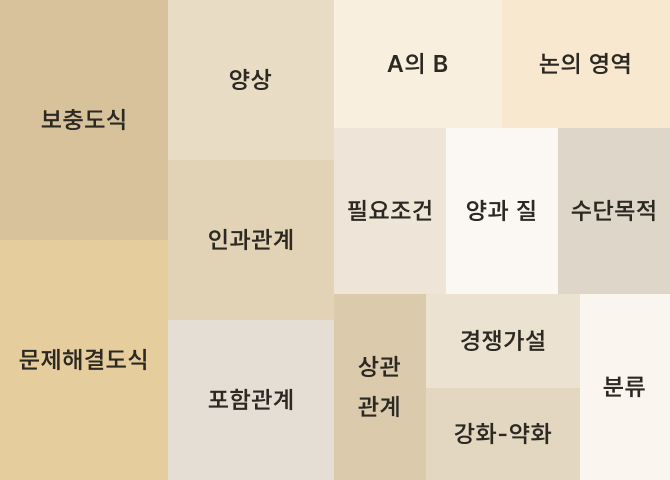 보충도식
문제해결도식
양상
인과관계
포함관계
A의 B
논의 영역
필요조건
양과 질
수단목적
상관
관계
경쟁가설
강화-약화
분류